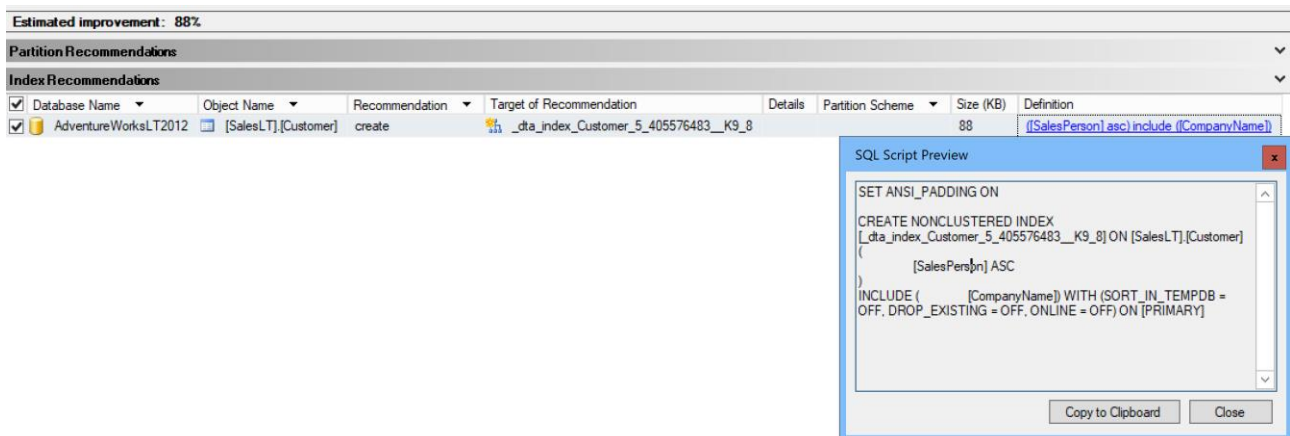 Estimated improvement: 88%
Partition Recommendations
Index Recommendations
Database Name Object Name Recommendation Target of Recommendation Details Partition Scheme Size (KB) Definition
AdventureWorksLT2012 [SalesLT].[Customer] create _dta_index_Customer_5_405576483__K9_8 88 ([SalesPerson] asc) include ([CompanyName])
SQL Script Preview
x
SET ANSI_PADDING ON
CREATE NONCLUSTERED INDEX
[_dta_index_Customer_5_405576483__K9_8] ON [SalesLT].[Customer]
(
[SalesPerson] ASC
)
INCLUDE ( [CompanyName]) WITH (SORT_IN_TEMPDB =
OFF, DROP_EXISTING = OFF, ONLINE = OFF) ON [PRIMARY]
Copy to Clipboard Close